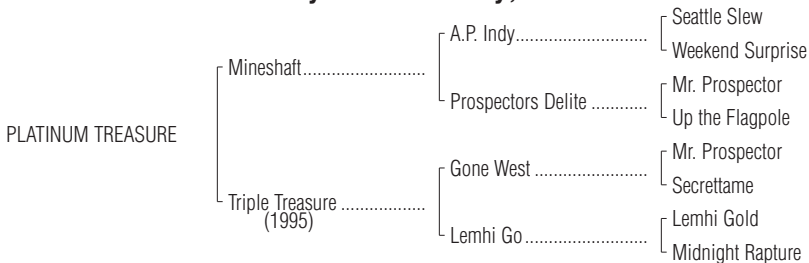 Seattle Slew
A.P. Indy
Weekend Surprise
Mineshaft
Mr. Prospector
Prospectors Delite
Up the Flagpole
PLATINUM TREASURE
Mr. Prospector
Gone West
Secrettame
Triple Treasure
(1995)
Lemhi Gold
Lemhi Go
Midnight Rapture